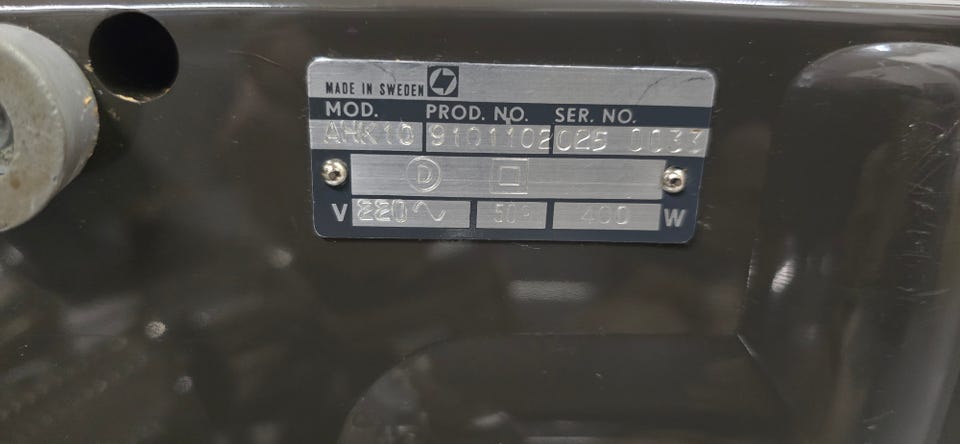 MADE IN SWEDEN
MOD. PROD. NO. SER. NO.
AHK10 9101102 025 0033
D
V 220 50 400 W